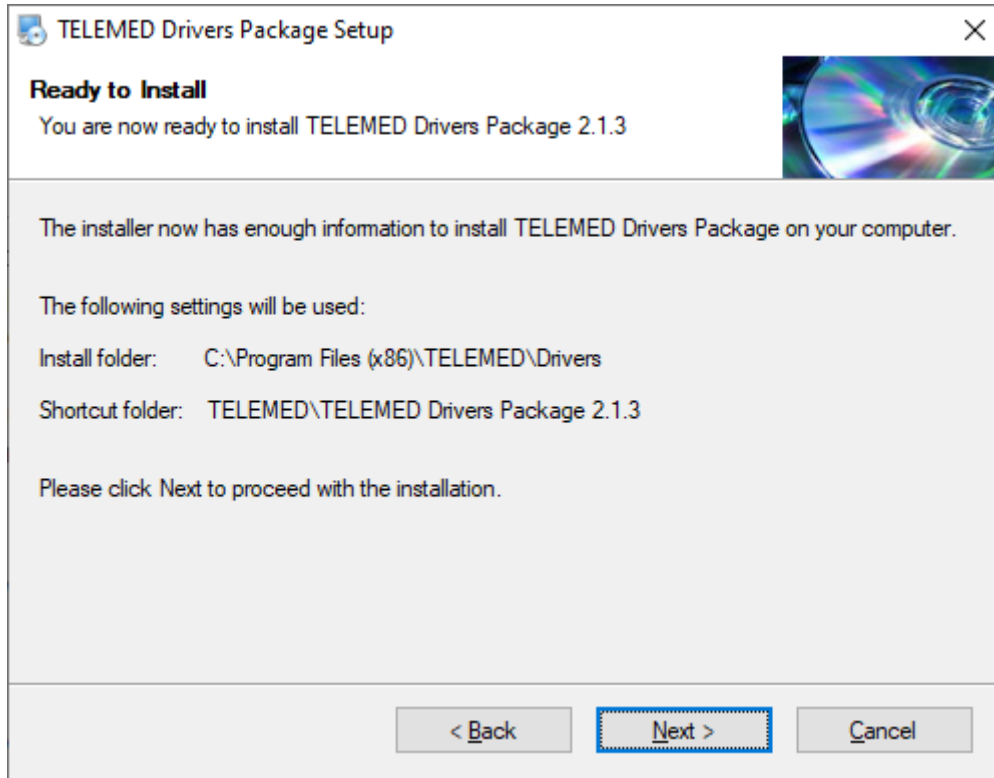 TELEMED Drivers Package Setup
Ready to Install
You are now ready to install TELEMED Drivers Package 2.1.3
The installer now has enough information to install TELEMED Drivers Package on your computer.
The following settings will be used:
Install folder: C:\Program Files (x86)\TELEMED\Drivers
Shortcut folder: TELEMED\TELEMED Drivers Package 2.1.3
Please click Next to proceed with the installation.
< Back Next > Cancel